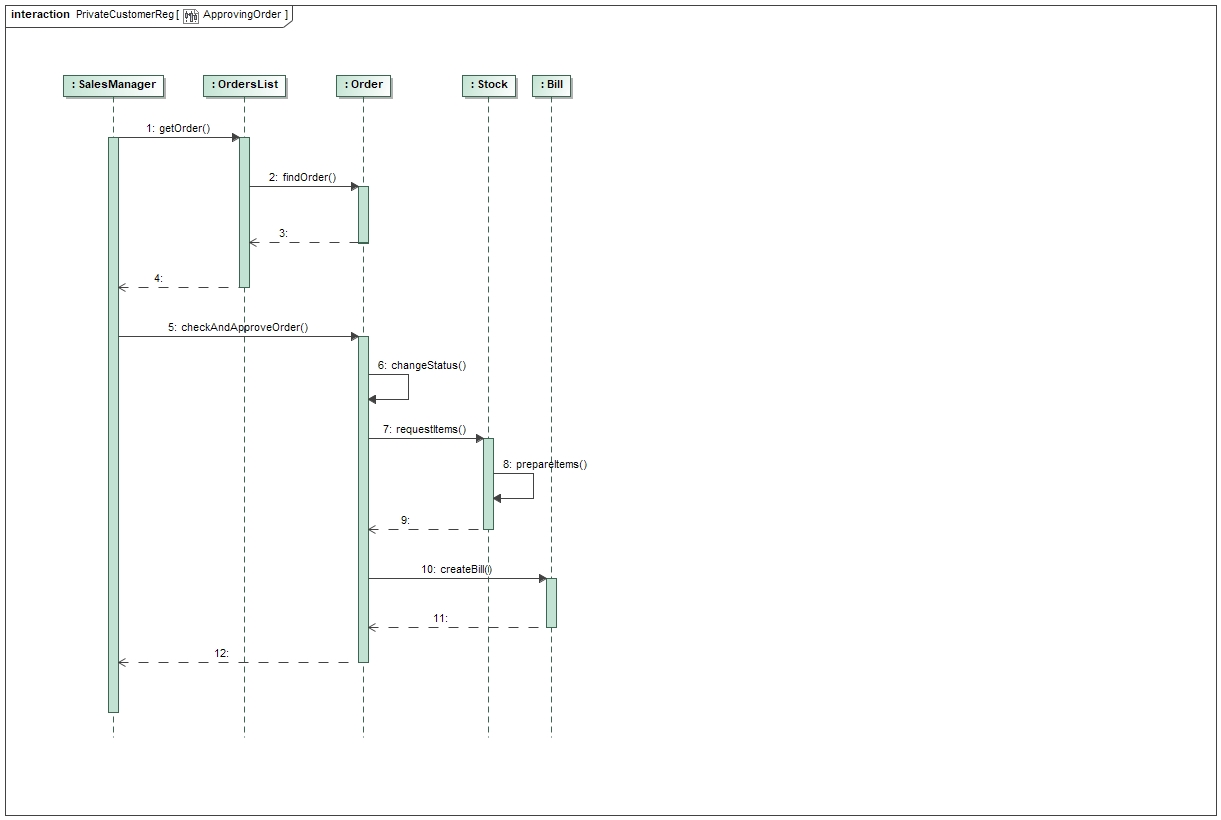 interaction PrivateCustomerReg [ ApprovingOrder ]
: SalesManager : OrdersList : Order : Stock : Bill
1: getOrder()
2: findOrder()
3:
4:
5: checkAndApproveOrder()
6: changeStatus()
7: requestItems()
8: prepareItems()
9:
10: createBill()
11:
12: